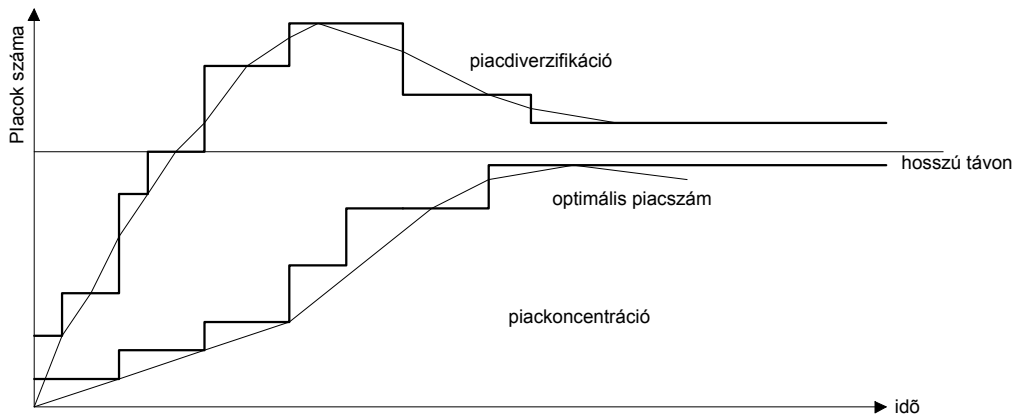 Piacok száma
piacdiverzifikáció
hosszú távon
optimális piacszám
piackoncentráció
idõ